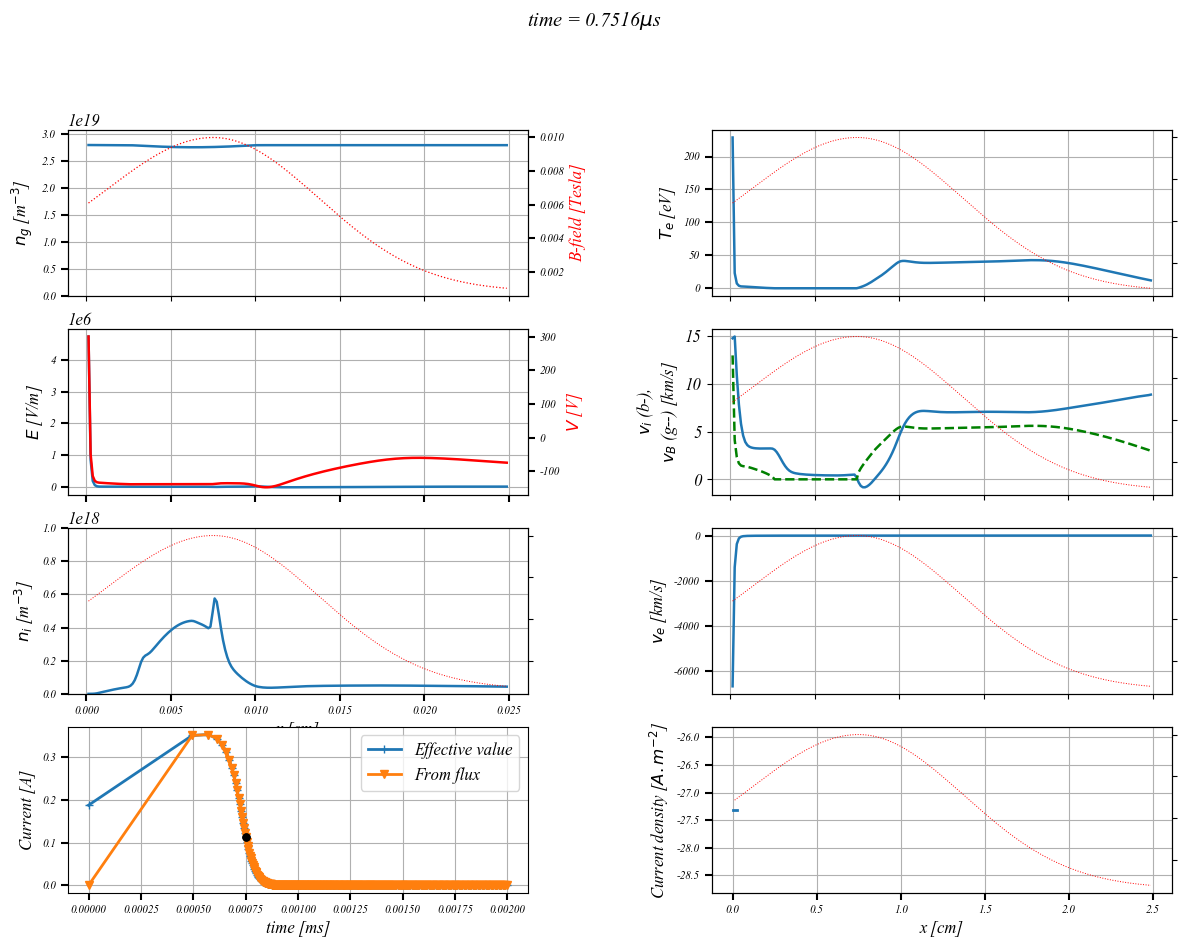 time = 0.7516μs
1e19
3.0
2.5
2.0
1.5
1.0
0.5
0.0
n_g [m^{-3}]
0.010
0.008
0.006
0.004
0.002
B-field [Tesla]
200
150
100
50
0
T_e [eV]
1e6
4
3
2
1
0
E [V/m]
300
200
100
0
-100
V [V]
15
10
5
0
v_i (b-),
v_B (g--) [km/s]
1e18
1.0
0.8
0.6
0.4
0.2
0.0
n_i [m^{-3}]
0.000 0.005 0.010 0.015 0.020 0.025
0
-2000
-4000
-6000
v_e [km/s]
0.3
0.2
0.1
0.0
Current [A]
Effective value
From flux
0.00000 0.00025 0.00050 0.00075 0.00100 0.00125 0.00150 0.00175 0.00200
time [ms]
-26.0
-26.5
-27.0
-27.5
-28.0
-28.5
Current density [A.m^{-2}]
0.0 0.5 1.0 1.5 2.0 2.5
x [cm]